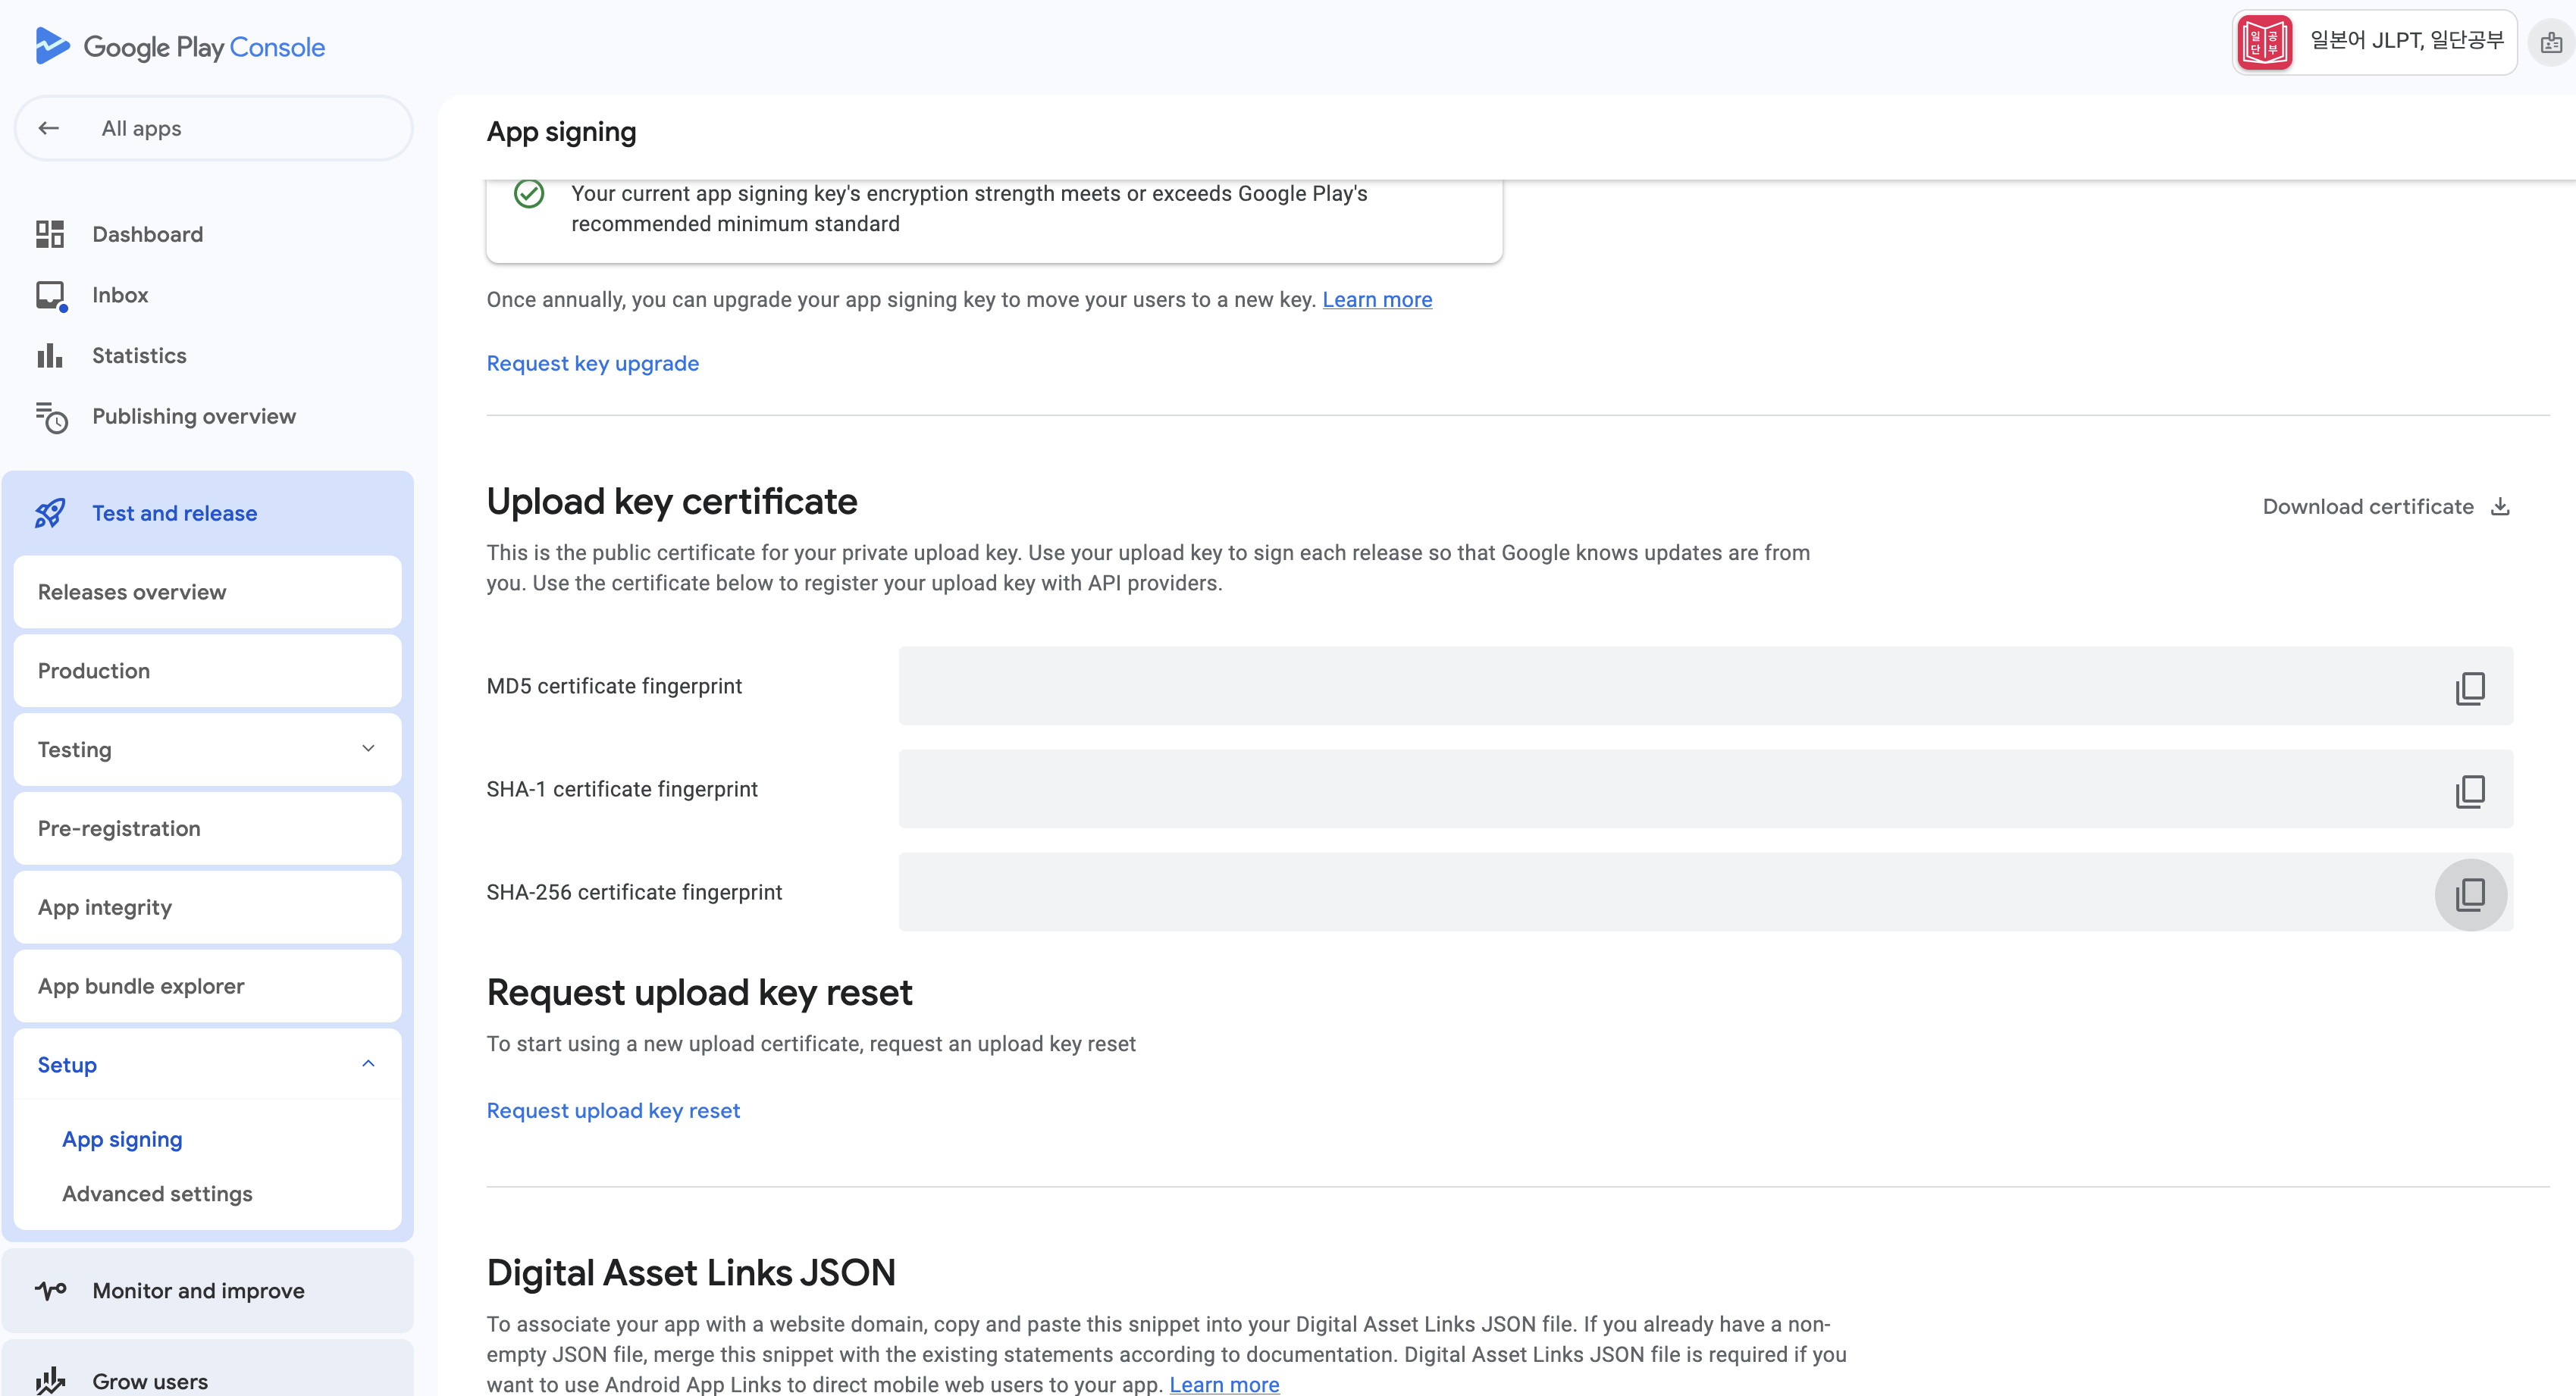 Google Play Console
일단
공부
일본어 JLPT, 일단공부
All apps
Dashboard
Inbox
Statistics
Publishing overview
Test and release
Releases overview
Production
Testing
Pre-registration
App integrity
App bundle explorer
Setup
App signing
Advanced settings
Monitor and improve
Grow users
App signing
Your current app signing key's encryption strength meets or exceeds Google Play's
recommended minimum standard
Once annually, you can upgrade your app signing key to move your users to a new key. Learn more
Request key upgrade
Upload key certificate
Download certificate
This is the public certificate for your private upload key. Use your upload key to sign each release so that Google knows updates are from
you. Use the certificate below to register your upload key with API providers.
MD5 certificate fingerprint
SHA-1 certificate fingerprint
SHA-256 certificate fingerprint
Request upload key reset
To start using a new upload certificate, request an upload key reset
Request upload key reset
Digital Asset Links JSON
To associate your app with a website domain, copy and paste this snippet into your Digital Asset Links JSON file. If you already have a non-
empty JSON file, merge this snippet with the existing statements according to documentation. Digital Asset Links JSON file is required if you
want to use Android App Links to direct mobile web users to your app. Learn more